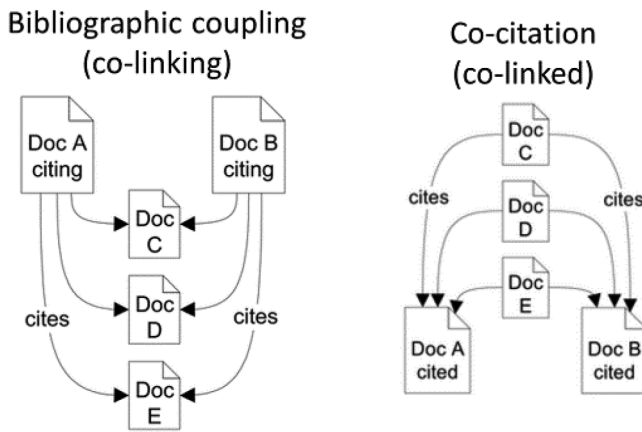 Bibliographic coupling
(co-linking)
Doc A
citing
Doc B
citing
Doc
C
Doc
D
cites
cites
Doc
E
Co-citation
(co-linked)
Doc
C
cites
cites
Doc
D
Doc
E
Doc A
cited
Doc B
cited